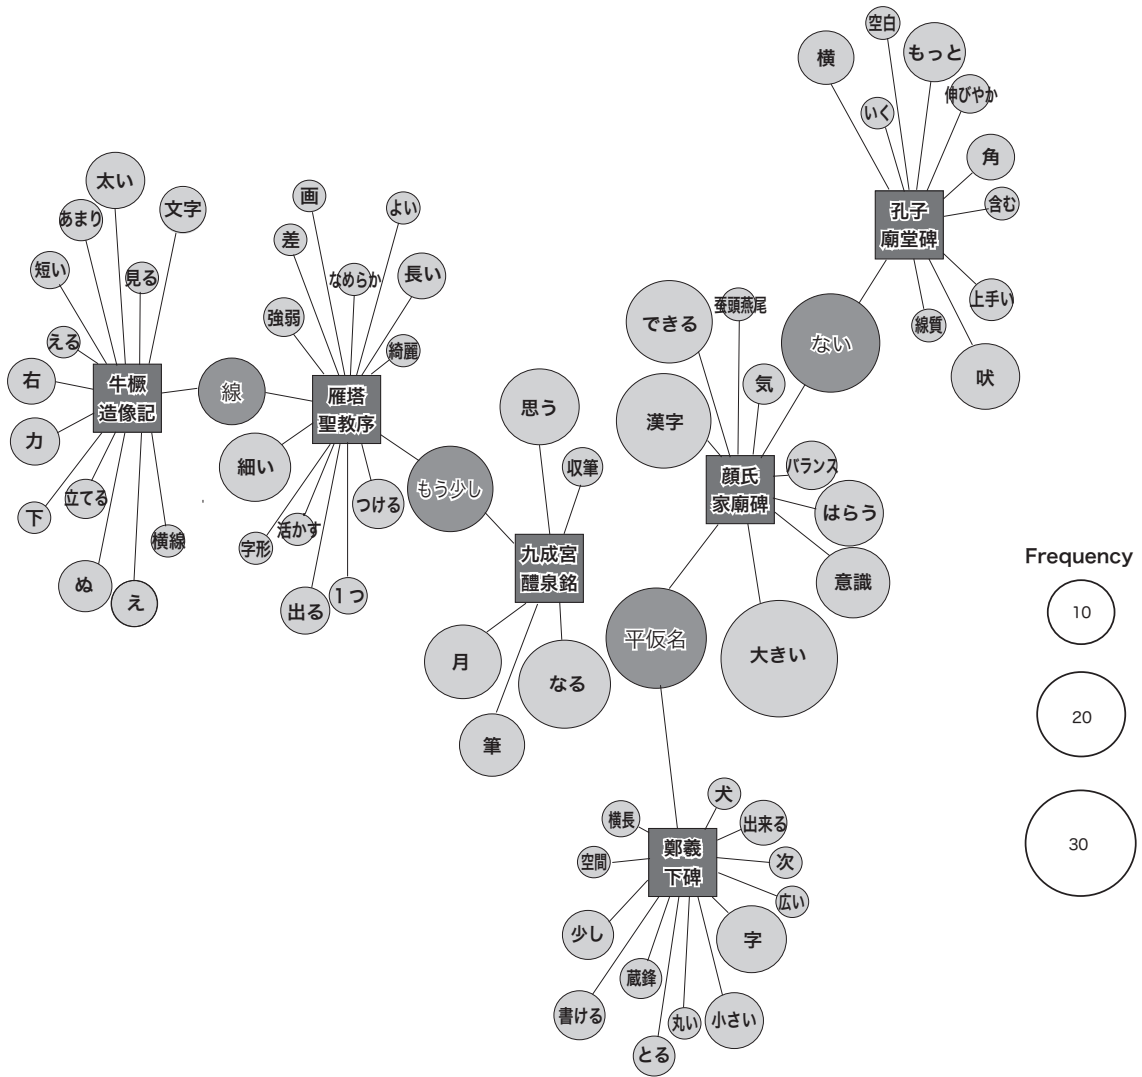 空白
横
もっと
伸びやか
いく
角
含む
孔子
廟堂碑
上手い
線質
吠
ない
太い
あまり
文字
短い
見る
える
右
力
牛橛
造像記
下
立てる
ぬ
え
横線
線
画
よい
差
なめらか
長い
強弱
綺麗
雁塔
聖教序
細い
つける
活かす
字形
出る
1つ
もう少し
思う
収筆
九成宮
醴泉銘
月
なる
筆
できる
蚕頭燕尾
気
漢字
バランス
顔氏
家廟碑
はらう
意識
大きい
平仮名
犬
横長
出来る
空間
鄭羲
下碑
次
広い
少し
字
蔵鋒
書ける
丸い
小さい
とる
Frequency
10
20
30